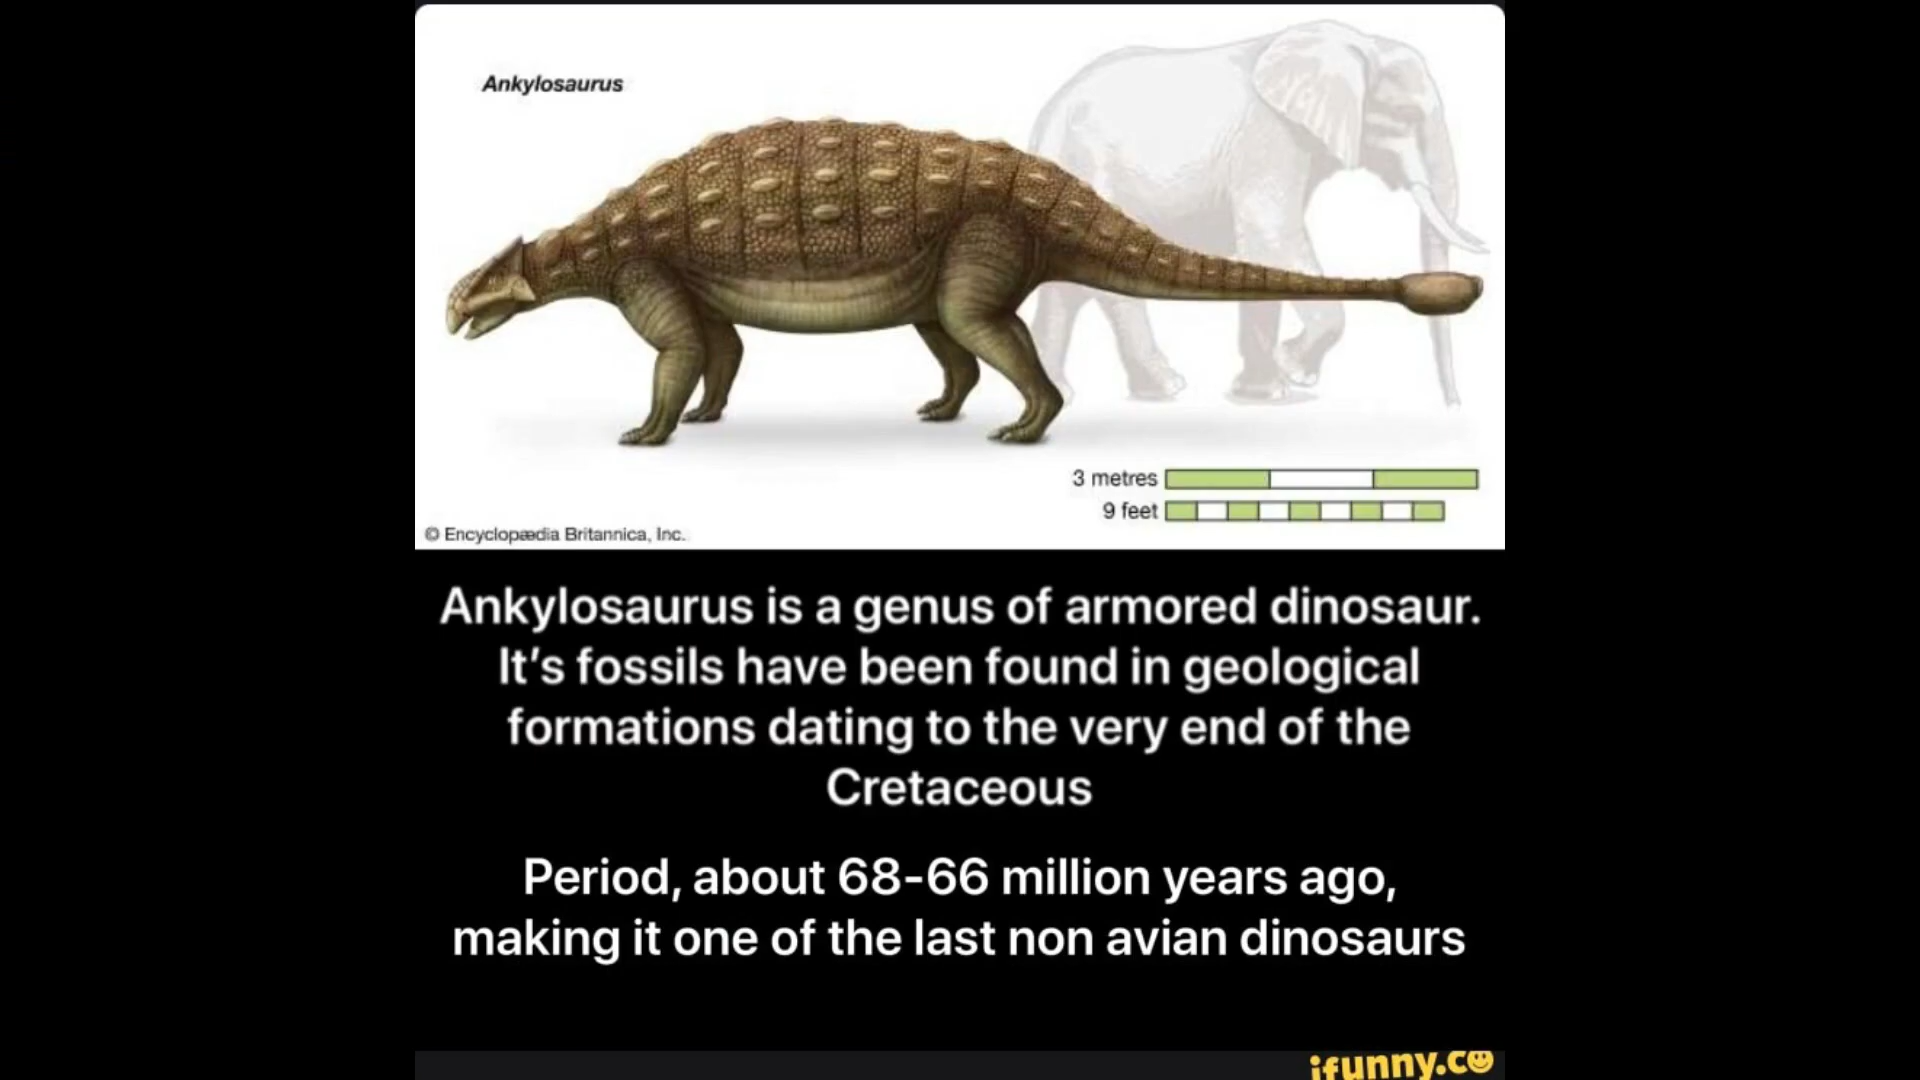 Ankylosaurus
3 metres
9 feet
© Encyclopædia Britannica, Inc.
Ankylosaurus is a genus of armored dinosaur.
It’s fossils have been found in geological
formations dating to the very end of the
Cretaceous
Period, about 68-66 million years ago,
making it one of the last non avian dinosaurs
ifunny.co